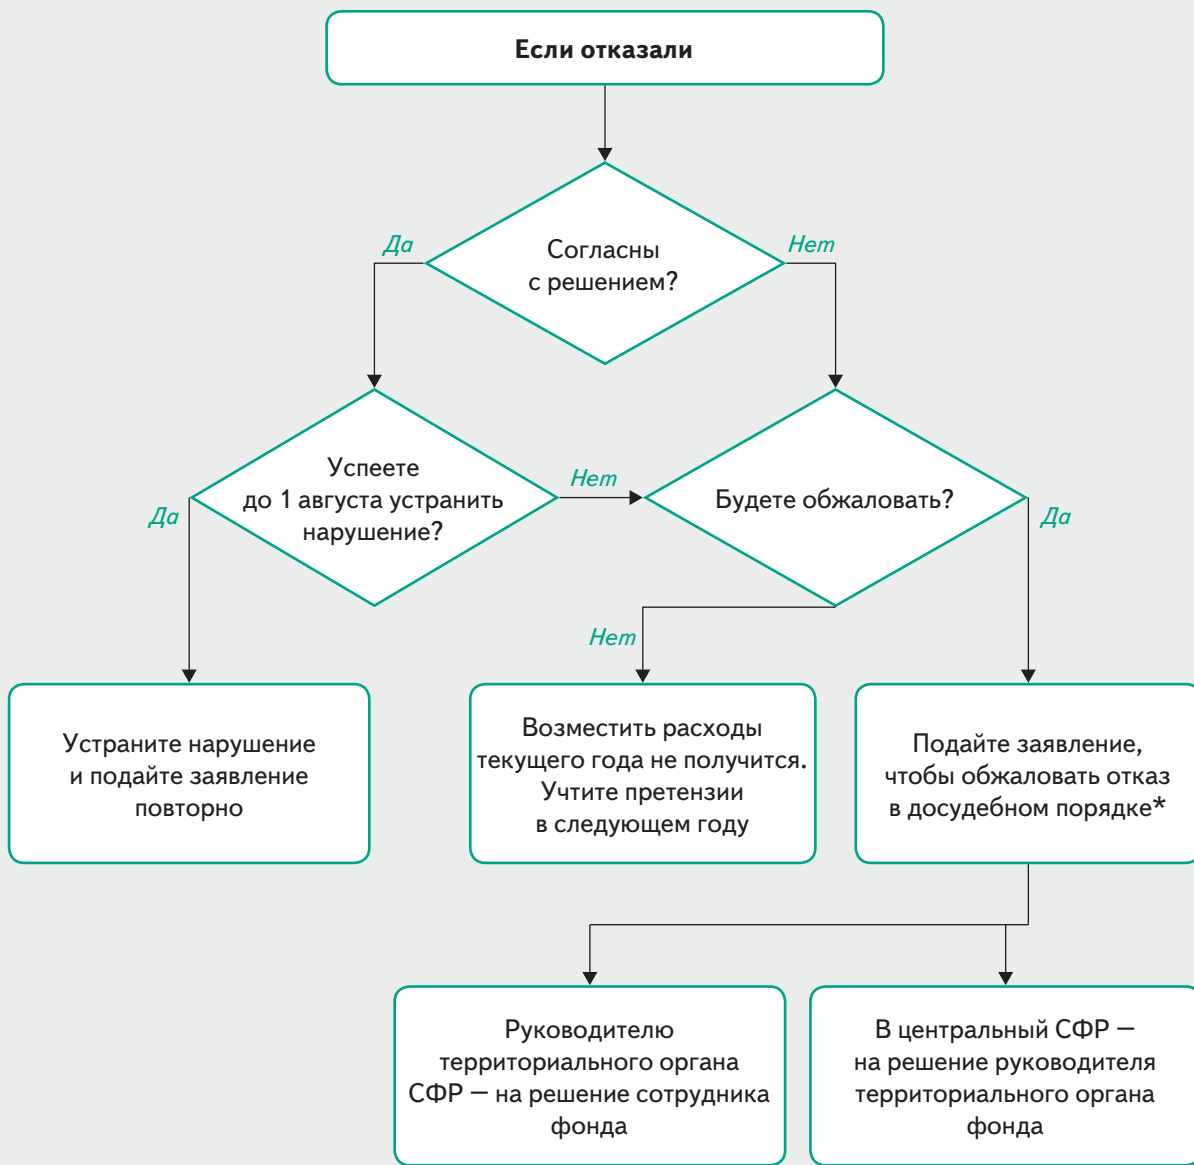 Если отказали
Да
Согласны
с решением?
Нет
Успеете
до 1 августа устранить
нарушение?
Да
Нет
Будете обжаловать?
Да
Нет
Устраните нарушение
и подайте заявление
повторно
Возместить расходы
текущего года не получится.
Учтите претензии
в следующем году
Подайте заявление,
чтобы обжаловать отказ
в досудебном порядке*
Руководителю
территориального органа
СФР — на решение сотрудника
фонда
В центральный СФР —
на решение руководителя
территориального органа
фонда